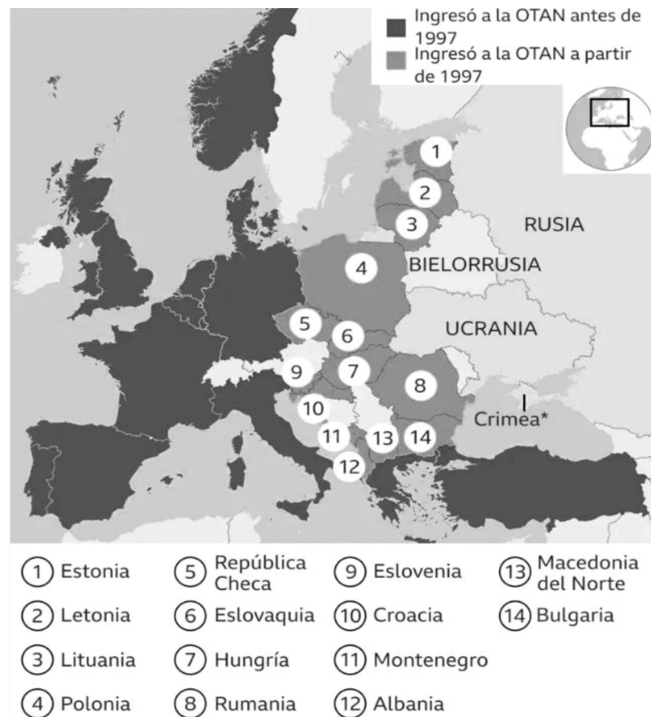 Ingresó a la OTAN antes de
1997
Ingresó a la OTAN a partir
de 1997
1
2
3
RUSIA
BIELORRUSIA
4
UCRANIA
5
6
7
8
9
10
Crimea*
11
13
14
12
1 Estonia
2 Letonia
3 Lituania
4 Polonia
5 República
Checa
6 Eslovaquia
7 Hungría
8 Rumania
9 Eslovenia
10 Croacia
11 Montenegro
12 Albania
13 Macedonia
del Norte
14 Bulgaria